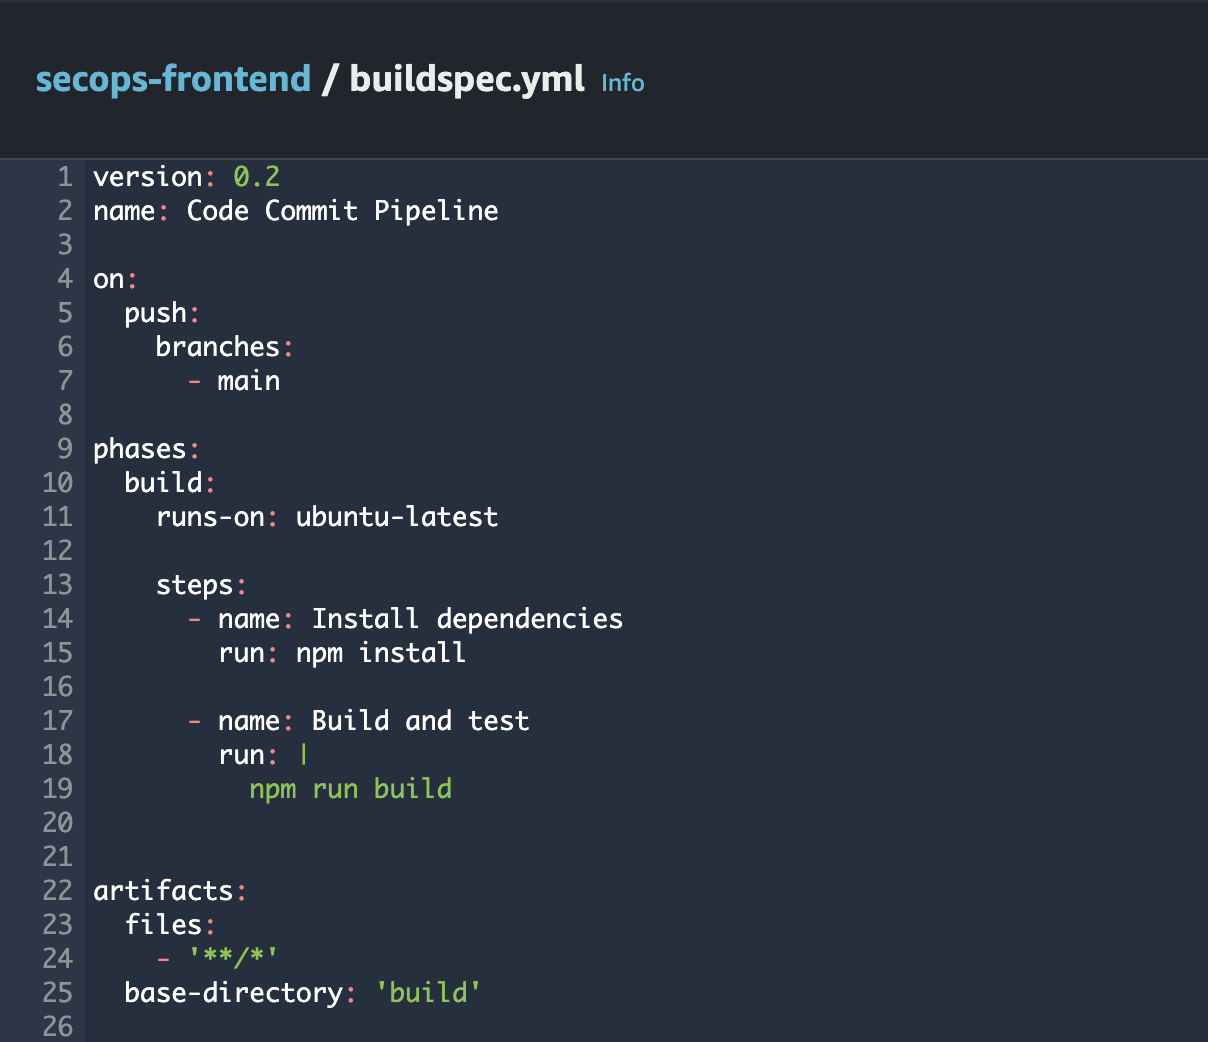 secops-frontend / buildspec.yml Info
1 version: 0.2
2 name: Code Commit Pipeline
3
4 on:
5   push:
6     branches:
7       - main
8
9 phases:
10   build:
11     runs-on: ubuntu-latest
12
13     steps:
14       - name: Install dependencies
15         run: npm install
16
17       - name: Build and test
18         run: |
19           npm run build
20
21
22 artifacts:
23   files:
24     - '**/*'
25   base-directory: 'build'
26